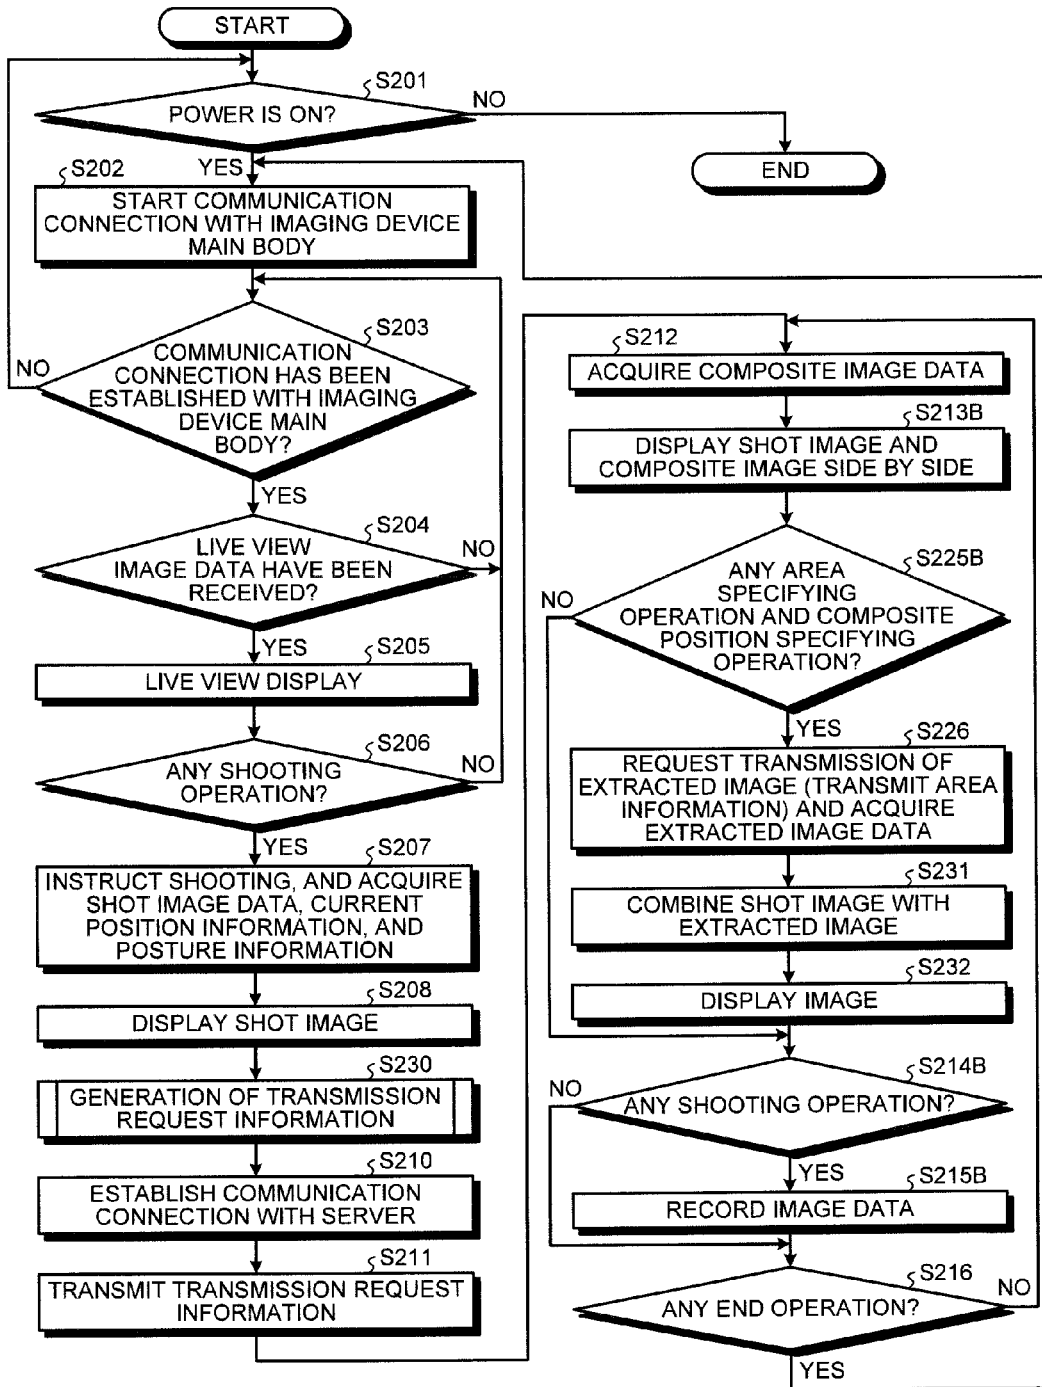 START
S201
POWER IS ON?
NO
END
YES
S202
START COMMUNICATION
CONNECTION WITH IMAGING DEVICE
MAIN BODY
S203
NO
COMMUNICATION
CONNECTION HAS BEEN
ESTABLISHED WITH IMAGING
DEVICE MAIN
BODY?
YES
S204
LIVE VIEW
IMAGE DATA HAVE BEEN
RECEIVED?
NO
YES
S205
LIVE VIEW DISPLAY
S206
ANY SHOOTING
OPERATION?
NO
YES
S207
INSTRUCT SHOOTING, AND ACQUIRE
SHOT IMAGE DATA, CURRENT
POSITION INFORMATION, AND
POSTURE INFORMATION
S208
DISPLAY SHOT IMAGE
S230
GENERATION OF TRANSMISSION
REQUEST INFORMATION
S210
ESTABLISH COMMUNICATION
CONNECTION WITH SERVER
S211
TRANSMIT TRANSMISSION REQUEST
INFORMATION
S212
ACQUIRE COMPOSITE IMAGE DATA
S213B
DISPLAY SHOT IMAGE AND
COMPOSITE IMAGE SIDE BY SIDE
S225B
NO
ANY AREA
SPECIFYING
OPERATION AND COMPOSITE
POSITION SPECIFYING
OPERATION?
YES
S226
REQUEST TRANSMISSION OF
EXTRACTED IMAGE (TRANSMIT AREA
INFORMATION) AND ACQUIRE
EXTRACTED IMAGE DATA
S231
COMBINE SHOT IMAGE WITH
EXTRACTED IMAGE
S232
DISPLAY IMAGE
S214B
NO
ANY SHOOTING OPERATION?
YES
S215B
RECORD IMAGE DATA
S216
ANY END OPERATION?
NO
YES